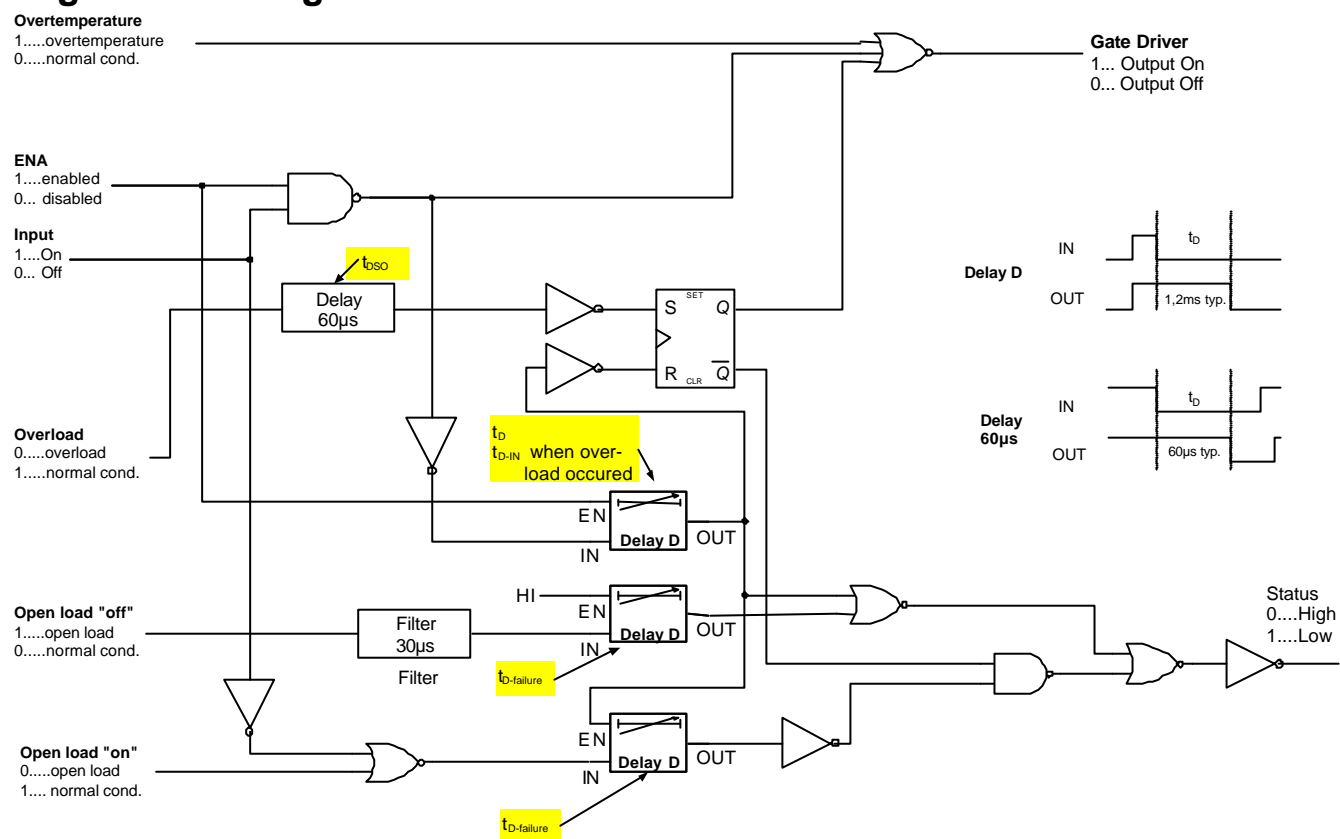 Overtemperature
1.....overtemperature
0.....normal cond.
Gate Driver
1... Output On
0... Output Off
ENA
1....enabled
0... disabled
Input
1....On
0... Off
tDSO
Delay
60µs
SET
S Q
R CLR Q
IN
tD
Delay D
OUT
1,2ms typ.
IN
tD
Delay
60µs
OUT
60µs typ.
Overload
0.....overload
1.....normal cond.
tD
tD-IN when over-
load occured
EN
Delay D
OUT
IN
HI
EN
Delay D
OUT
IN
Open load "off"
1.....open load
0.....normal cond.
Filter
30µs
Filter
tD-failure
Status
0....High
1....Low
EN
Delay D
OUT
IN
Open load "on"
0.....open load
1.... normal cond.
tD-failure